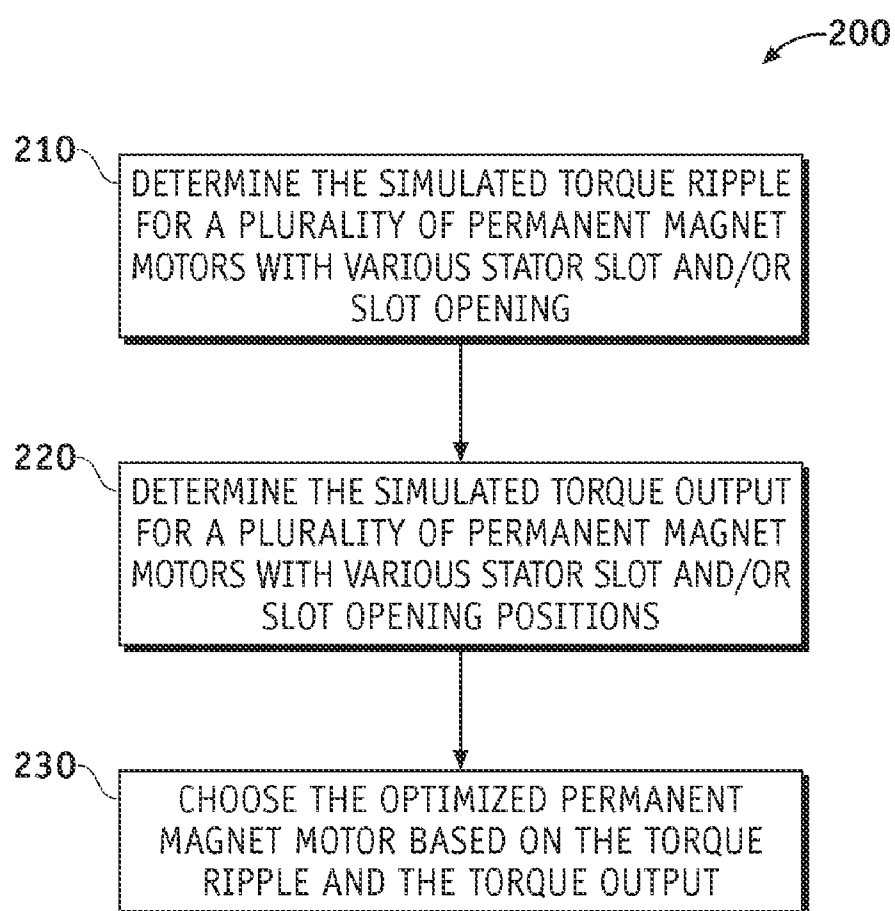 200
210
DETERMINE THE SIMULATED TORQUE RIPPLE
FOR A PLURALITY OF PERMANENT MAGNET
MOTORS WITH VARIOUS STATOR SLOT AND/OR
SLOT OPENING
220
DETERMINE THE SIMULATED TORQUE OUTPUT
FOR A PLURALITY OF PERMANENT MAGNET
MOTORS WITH VARIOUS STATOR SLOT AND/OR
SLOT OPENING POSITIONS
230
CHOOSE THE OPTIMIZED PERMANENT
MAGNET MOTOR BASED ON THE TORQUE
RIPPLE AND THE TORQUE OUTPUT